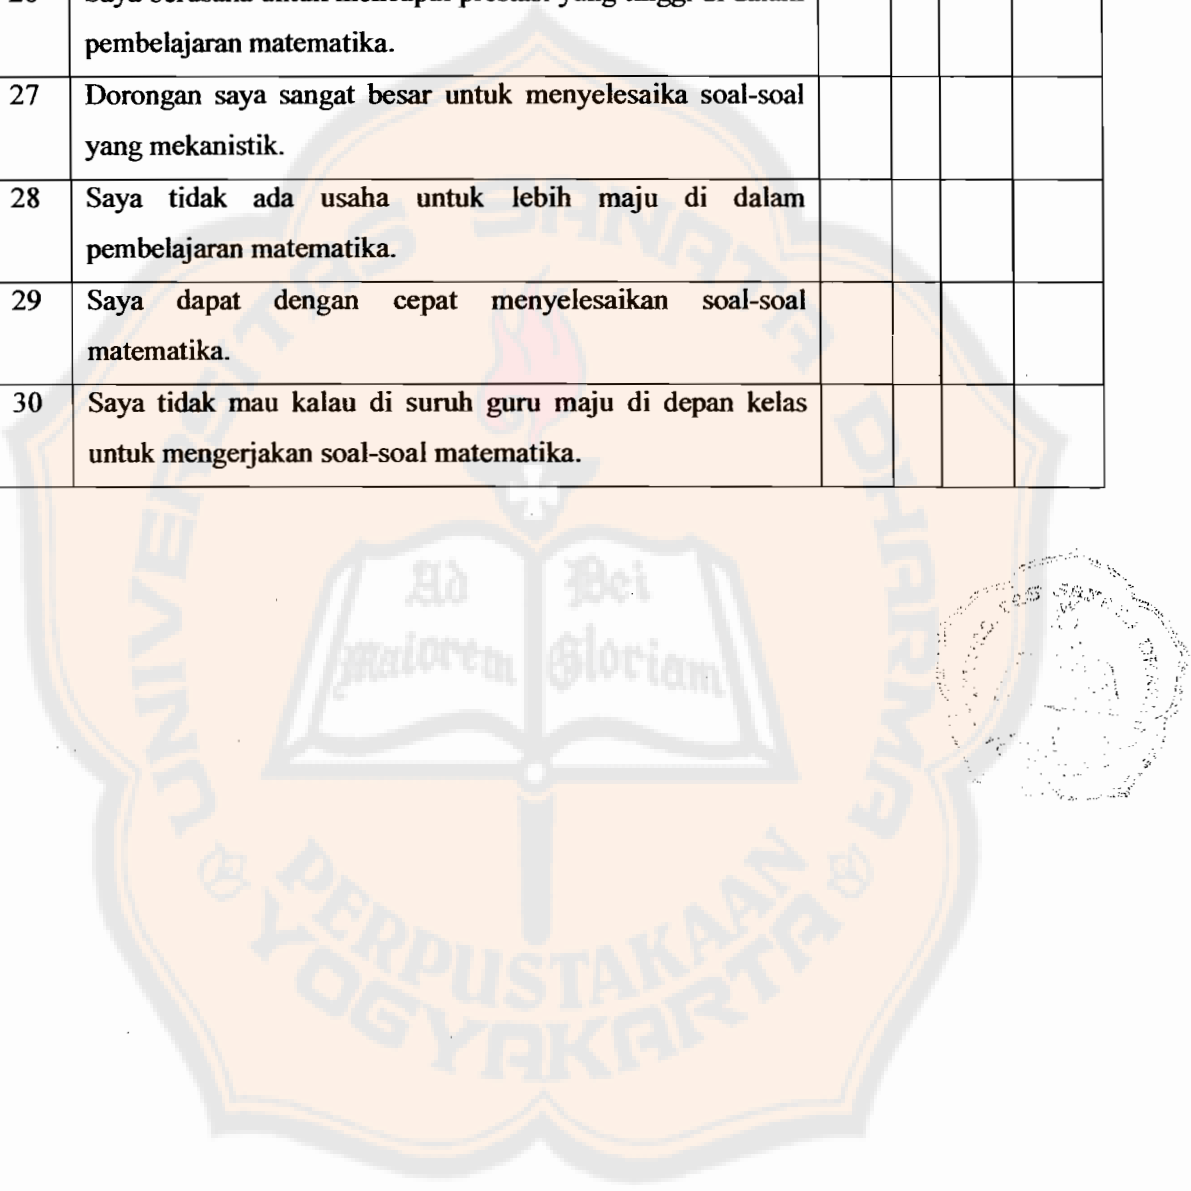 pembelajaran matematika.
27 Dorongan saya sangat besar untuk menyelesaika soal-soal
yang mekanistik.
28 Saya tidak ada usaha untuk lebih maju di dalam
pembelajaran matematika.
29 Saya dapat dengan cepat menyelesaikan soal-soal
matematika.
30 Saya tidak mau kalau di suruh guru maju di depan kelas
untuk mengerjakan soal-soal matematika.
UNIVERSITAS SANATA DHARMA
Ad Dei
maiorem Gloriam
PERPUSTAKAAN
YOGYAKARTA